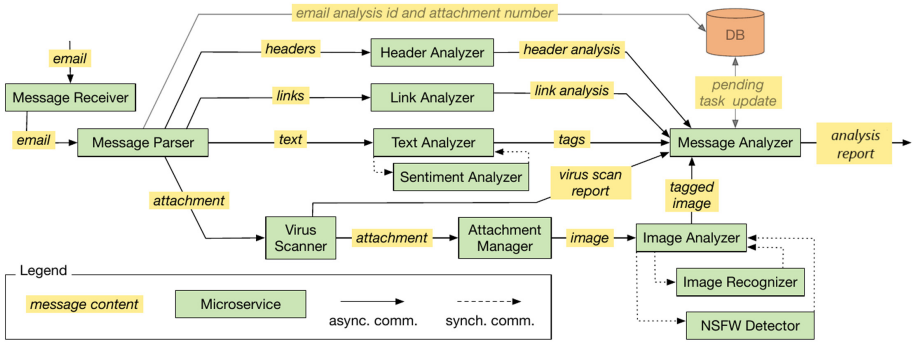 email analysis id and attachment number
DB
email
headers
Header Analyzer
header analysis
Message Receiver
links
Link Analyzer
link analysis
pending
task update
email
Message Parser
text
Text Analyzer
tags
Message Analyzer
analysis
report
Sentiment Analyzer
virus scan
report
attachment
tagged
image
Virus
Scanner
attachment
Attachment
Manager
image
Image Analyzer
Legend
Image Recognizer
message content
Microservice
async. comm.
synch. comm.
NSFW Detector